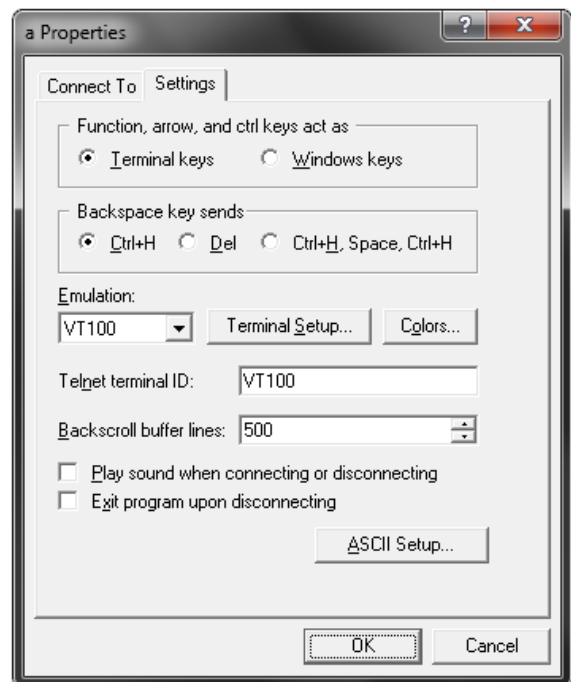 a Properties
?
X
Connect To Settings
Function, arrow, and ctrl keys act as
Terminal keys Windows keys
Backspace key sends
Ctrl+H Del Ctrl+H, Space, Ctrl+H
Emulation:
VT100 Terminal Setup... Colors...
Telnet terminal ID: VT100
Backscroll buffer lines: 500
Play sound when connecting or disconnecting
Exit program upon disconnecting
ASCII Setup...
OK Cancel